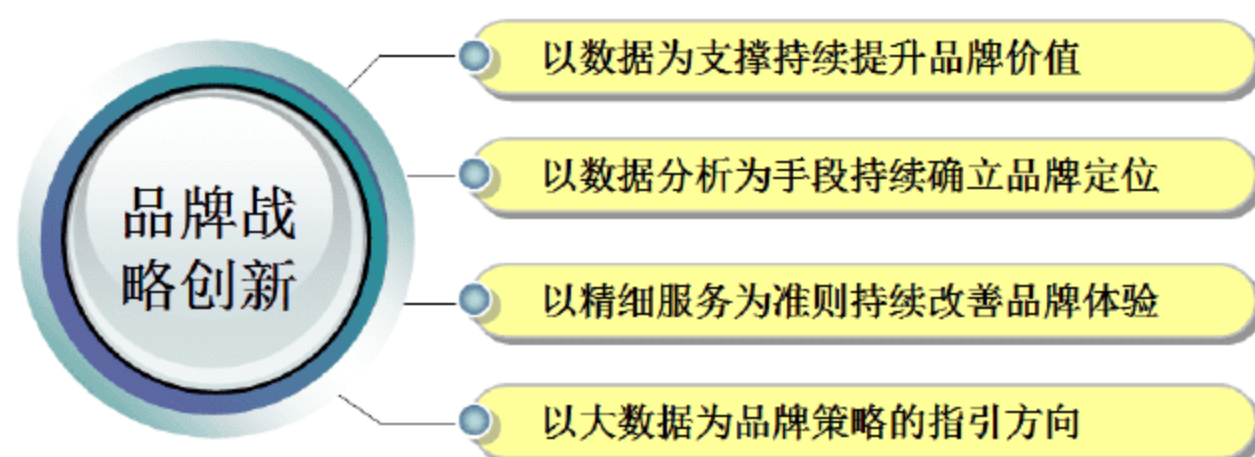 品牌战
略创新
以数据为支撑持续提升品牌价值
以数据分析为手段持续确立品牌定位
以精细服务为准则持续改善品牌体验
以大数据为品牌策略的指引方向